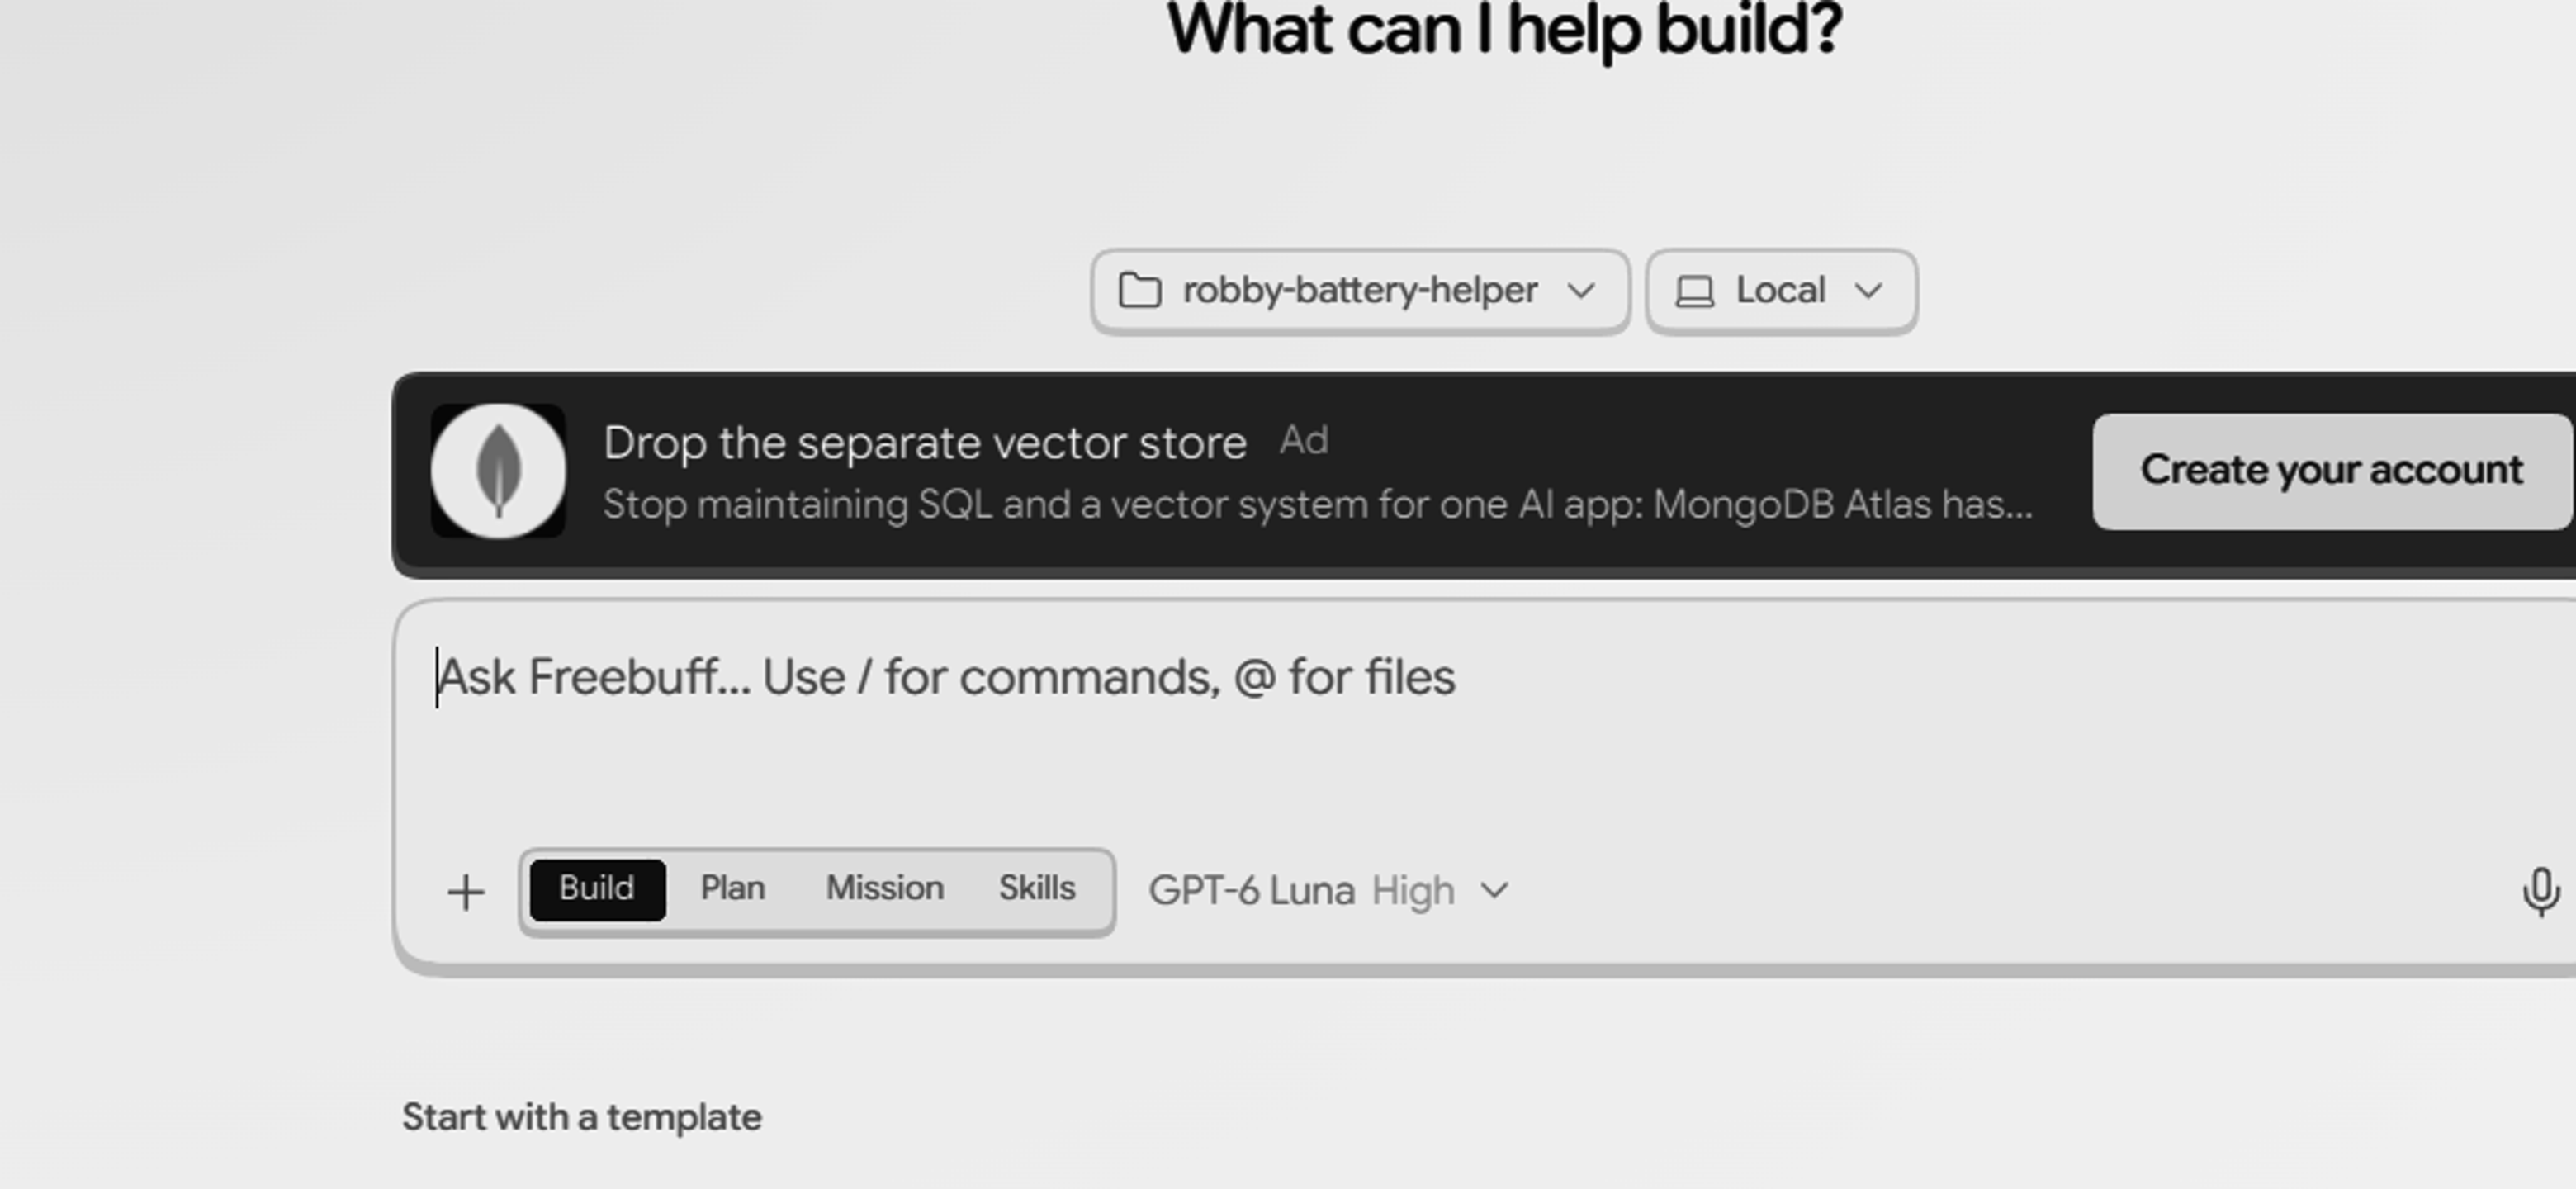 What can I help build?
robby-battery-helper
Local
Drop the separate vector store Ad
Stop maintaining SQL and a vector system for one AI app: MongoDB Atlas has...
Create your account
Ask Freebuff... Use / for commands, @ for files
Build Plan Mission Skills GPT-6 Luna High
Start with a template